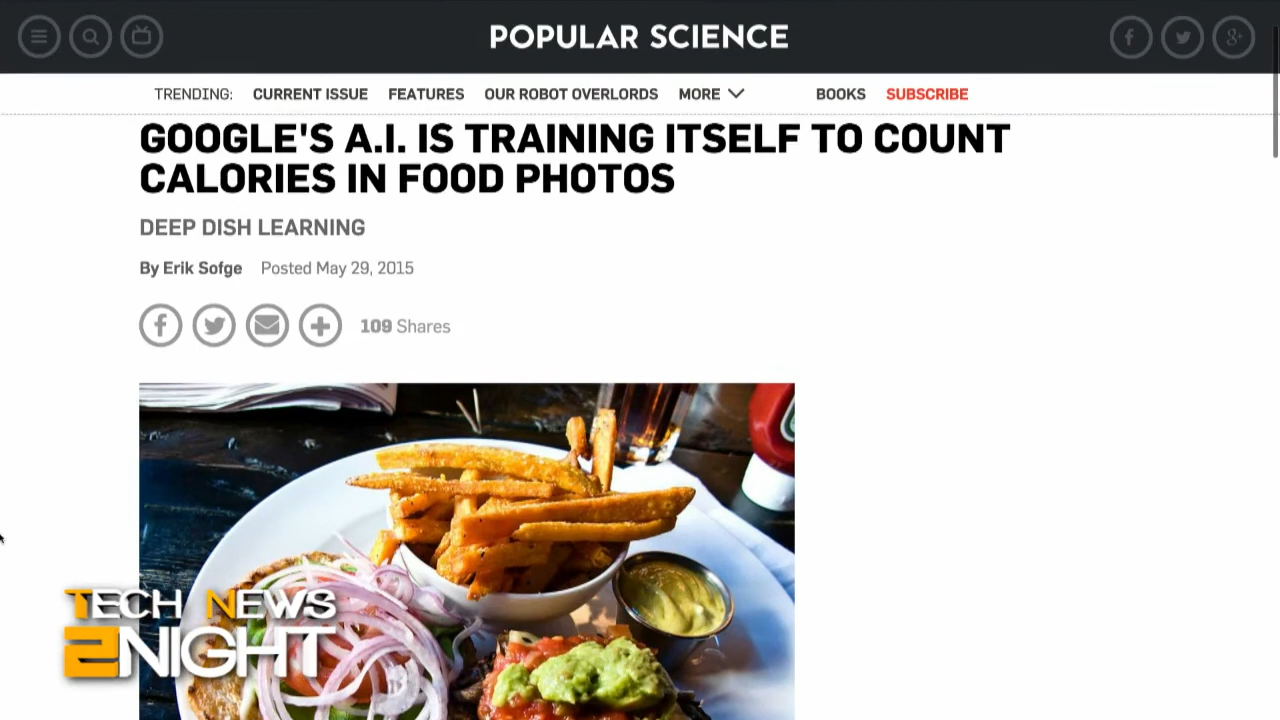 POPULAR SCIENCE
TRENDING: CURRENT ISSUE FEATURES OUR ROBOT OVERLORDS MORE BOOKS SUBSCRIBE
GOOGLE'S A.I. IS TRAINING ITSELF TO COUNT
CALORIES IN FOOD PHOTOS
DEEP DISH LEARNING
By Erik Sofge Posted May 29, 2015
109 Shares
TECH NEWS
2NIGHT